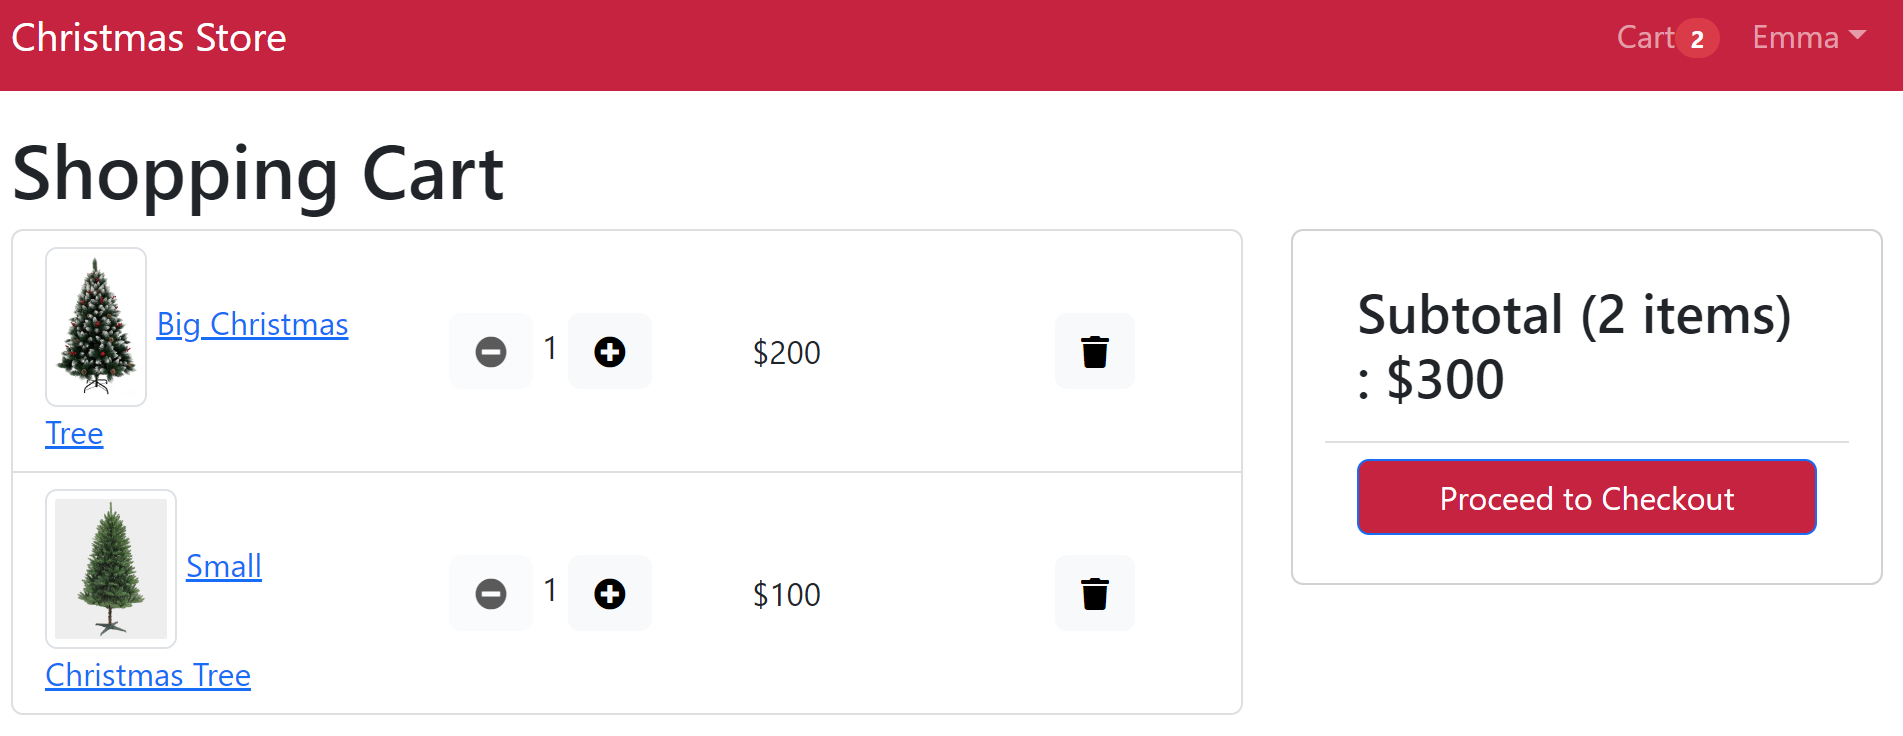 Christmas Store
Cart 2 Emma
Shopping Cart
Big Christmas
Tree
1
$200
Small
Christmas Tree
1
$100
Subtotal (2 items)
: $300
Proceed to Checkout